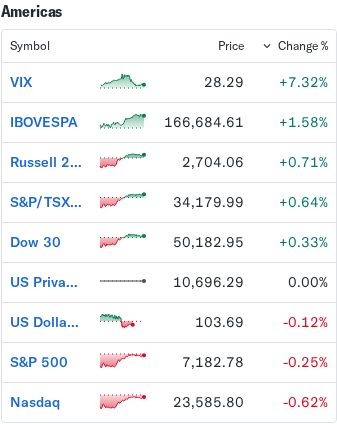 Americas
Symbol Price Change %
VIX 28.29 +7.32%
IBOVESPA 166,684.61 +1.58%
Russell 2... 2,704.06 +0.71%
S&P/TSX... 34,179.99 +0.64%
Dow 30 50,182.95 +0.33%
US Priva... 10,696.29 0.00%
US Dolla... 103.69 -0.12%
S&P 500 7,182.78 -0.25%
Nasdaq 23,585.80 -0.62%